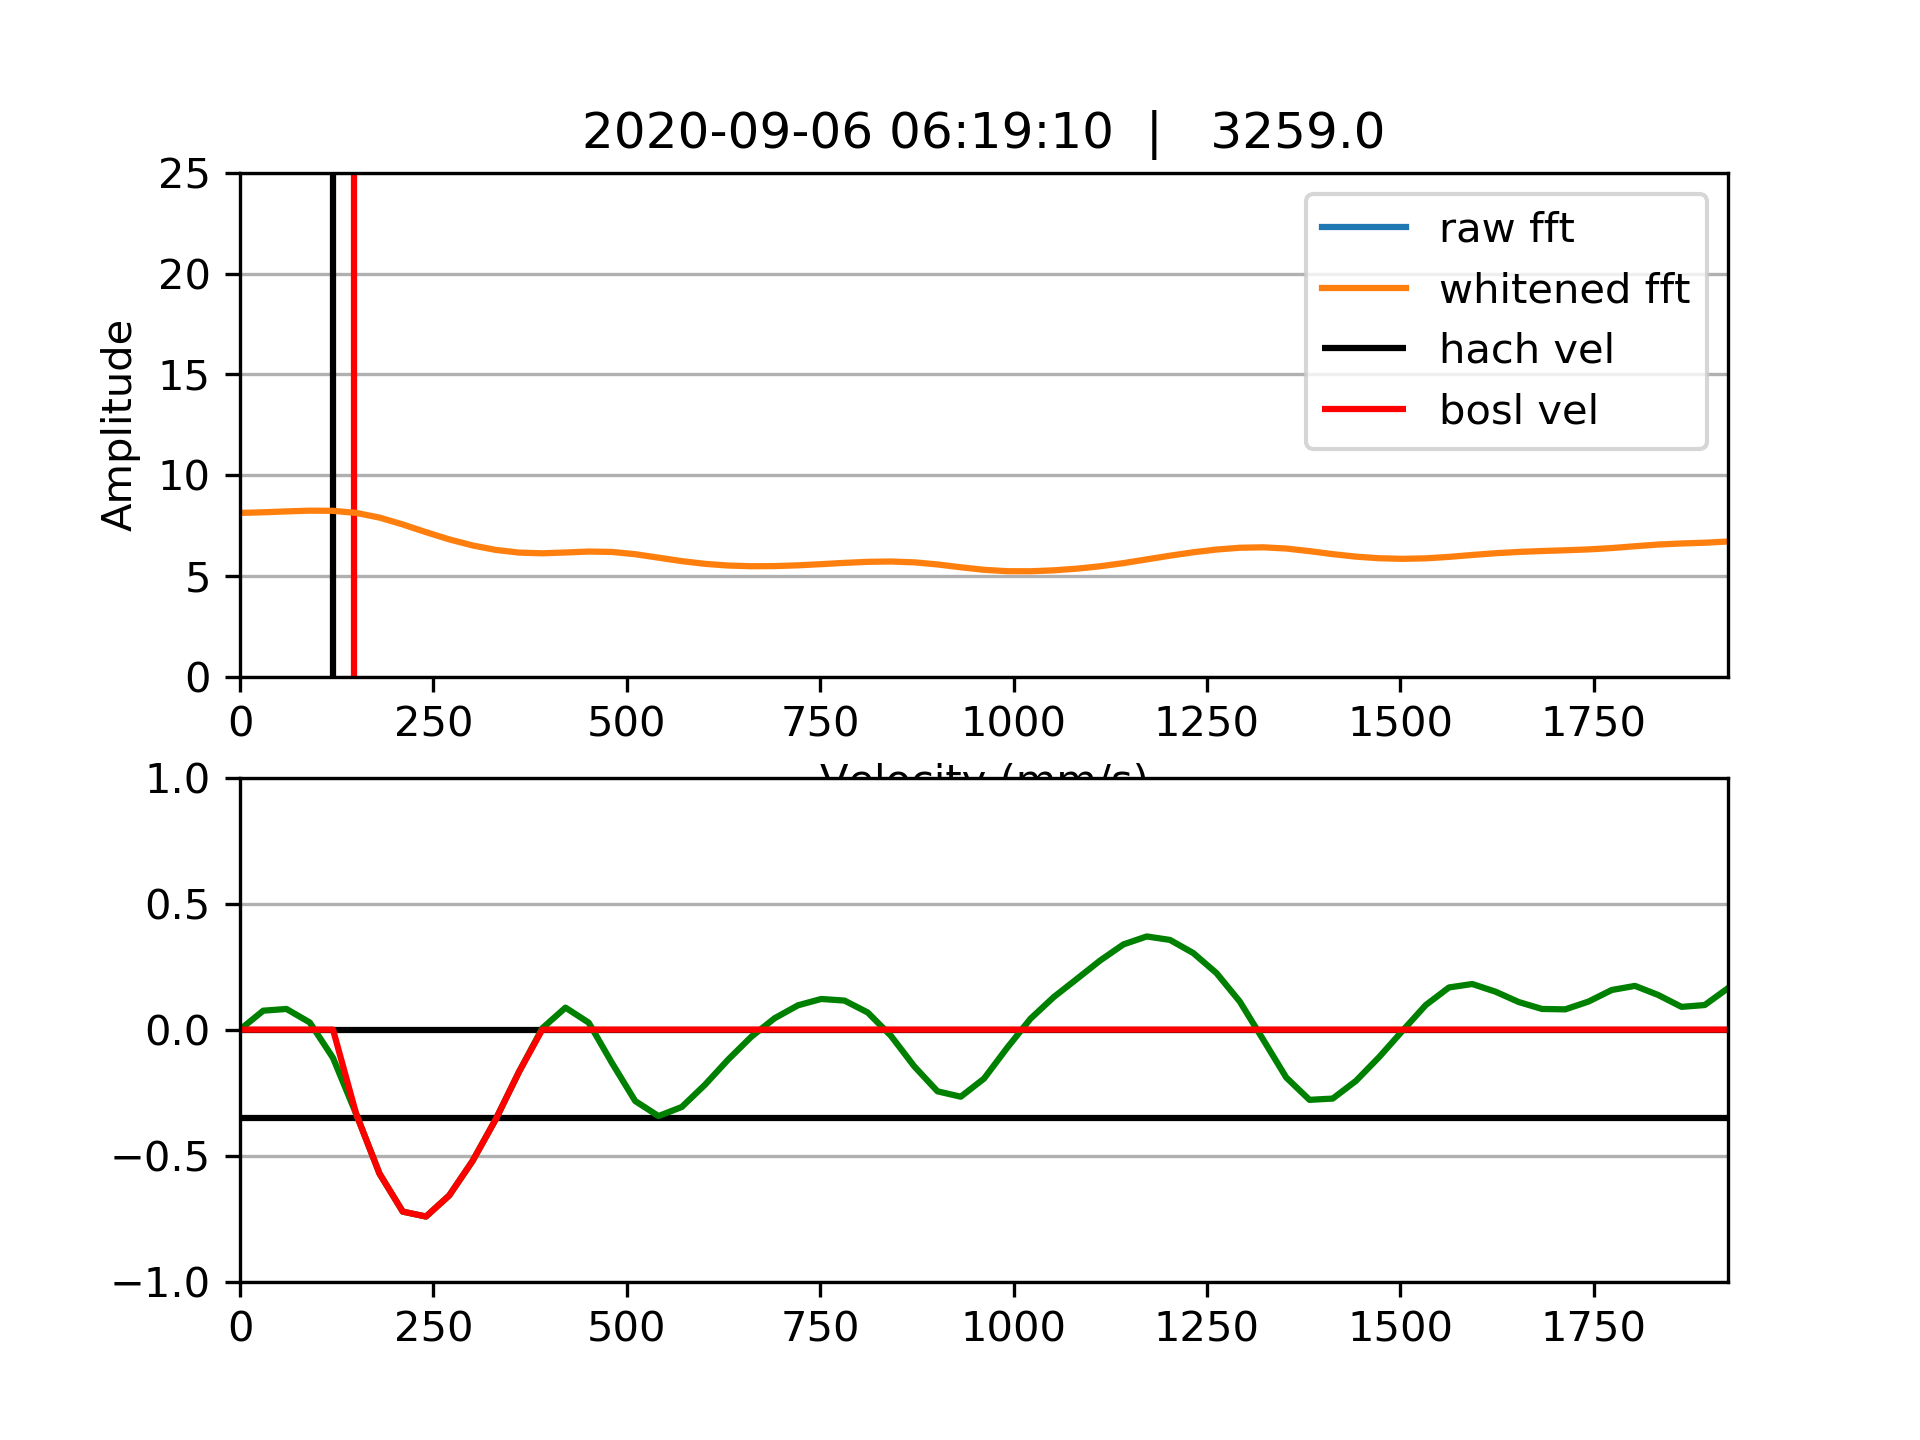 2020-09-06 06:19:10 | 3259.0
25
20
15
10
5
0
Amplitude
raw fft
whitened fft
hach vel
bosl vel
0 250 500 750 1000 1250 1500 1750
Velocity (mm/s)
1.0
0.5
0.0
−0.5
−1.0
0 250 500 750 1000 1250 1500 1750